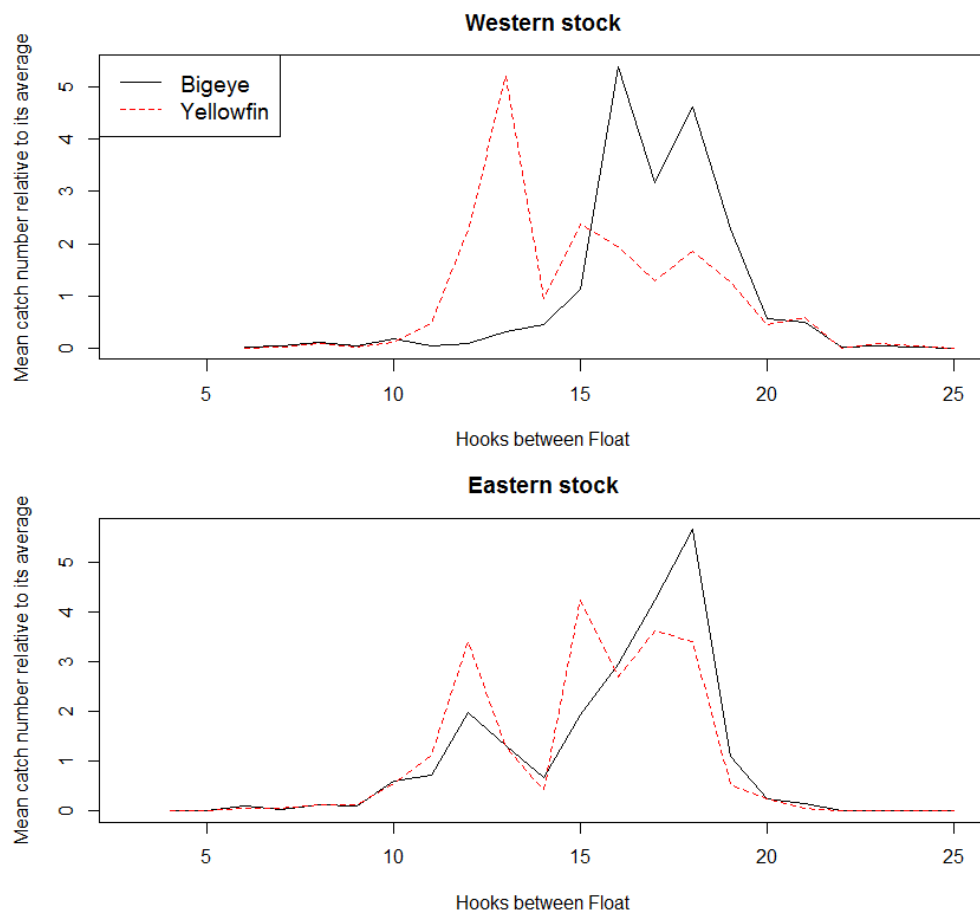 Western stock
Mean catch number relative to its average
5
4
3
2
1
0
Bigeye
Yellowfin
5 10 15 20 25
Hooks between Float
Eastern stock
Mean catch number relative to its average
5
4
3
2
1
0
5 10 15 20 25
Hooks between Float